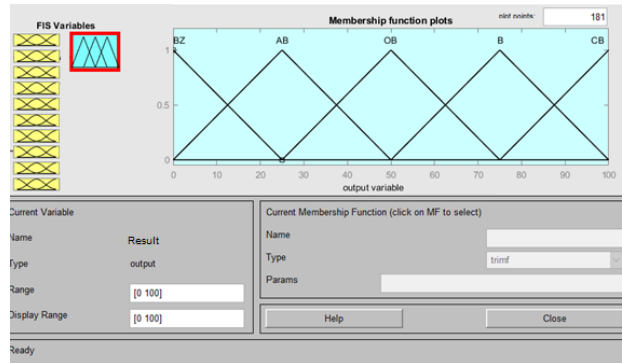 FIS Variables
Membership function plots
plot points:
181
BZ
AB
OB
B
CB
1
0.5
0
0 10 20 30 40 50 60 70 80 90 100
output variable
Current Variable
Name
Result
Type
output
Range
[0 100]
Display Range
[0 100]
Current Membership Function (click on MF to select)
Name
Type
trimf
Params
Help
Close
Ready